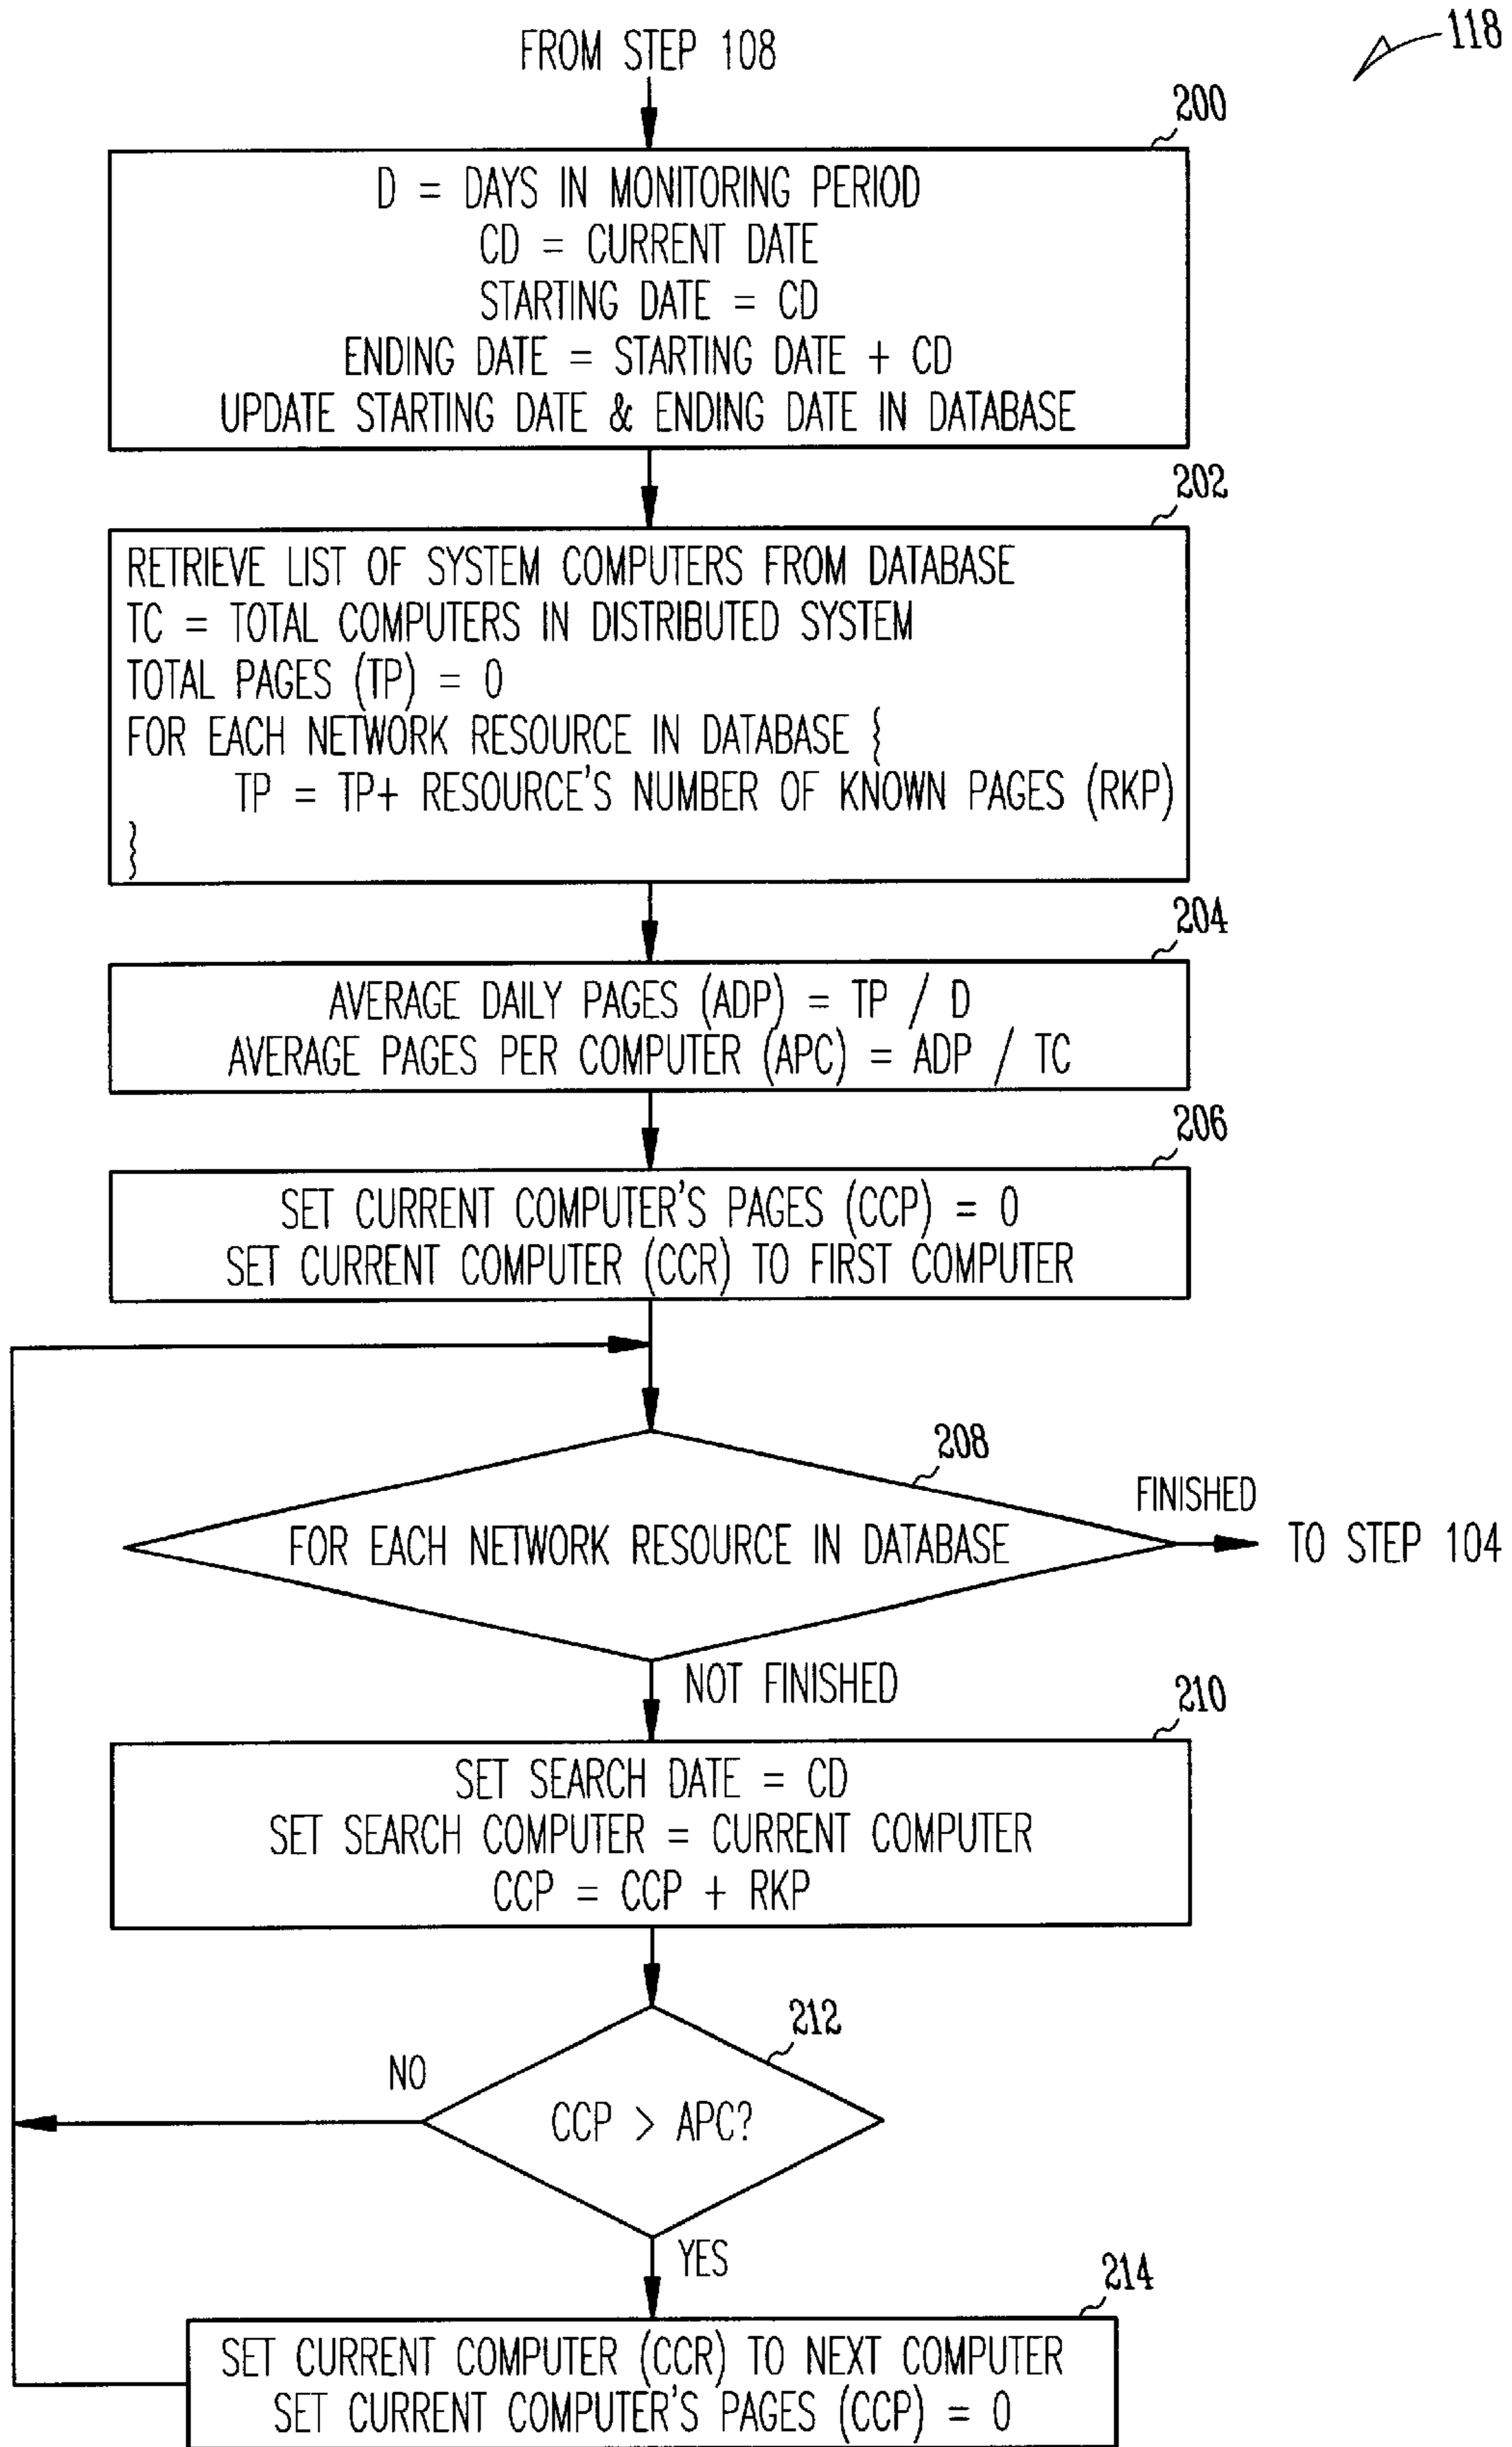 118
FROM STEP 108
200
D = DAYS IN MONITORING PERIOD
CD = CURRENT DATE
STARTING DATE = CD
ENDING DATE = STARTING DATE + CD
UPDATE STARTING DATE & ENDING DATE IN DATABASE
202
RETRIEVE LIST OF SYSTEM COMPUTERS FROM DATABASE
TC = TOTAL COMPUTERS IN DISTRIBUTED SYSTEM
TOTAL PAGES (TP) = 0
FOR EACH NETWORK RESOURCE IN DATABASE {
TP = TP+ RESOURCE'S NUMBER OF KNOWN PAGES (RKP)
}
204
AVERAGE DAILY PAGES (ADP) = TP / D
AVERAGE PAGES PER COMPUTER (APC) = ADP / TC
206
SET CURRENT COMPUTER'S PAGES (CCP) = 0
SET CURRENT COMPUTER (CCR) TO FIRST COMPUTER
208
FOR EACH NETWORK RESOURCE IN DATABASE
FINISHED
TO STEP 104
NOT FINISHED
210
SET SEARCH DATE = CD
SET SEARCH COMPUTER = CURRENT COMPUTER
CCP = CCP + RKP
212
NO
CCP > APC?
YES
214
SET CURRENT COMPUTER (CCR) TO NEXT COMPUTER
SET CURRENT COMPUTER'S PAGES (CCP) = 0